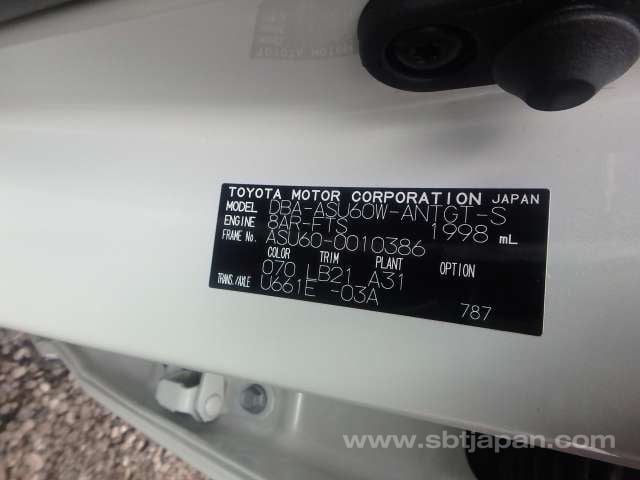 TOYOTA MOTOR CORPORATION JAPAN
MODEL DBA-ASU60W-ANTGT-S
ENGINE 8AR-FTS 1998 mL
FRAME No. ASU60-0010386
COLOR TRIM PLANT OPTION
070 LB21 A31
TRANS./AXLE U661E -03A
787
www.sbtjapan.com